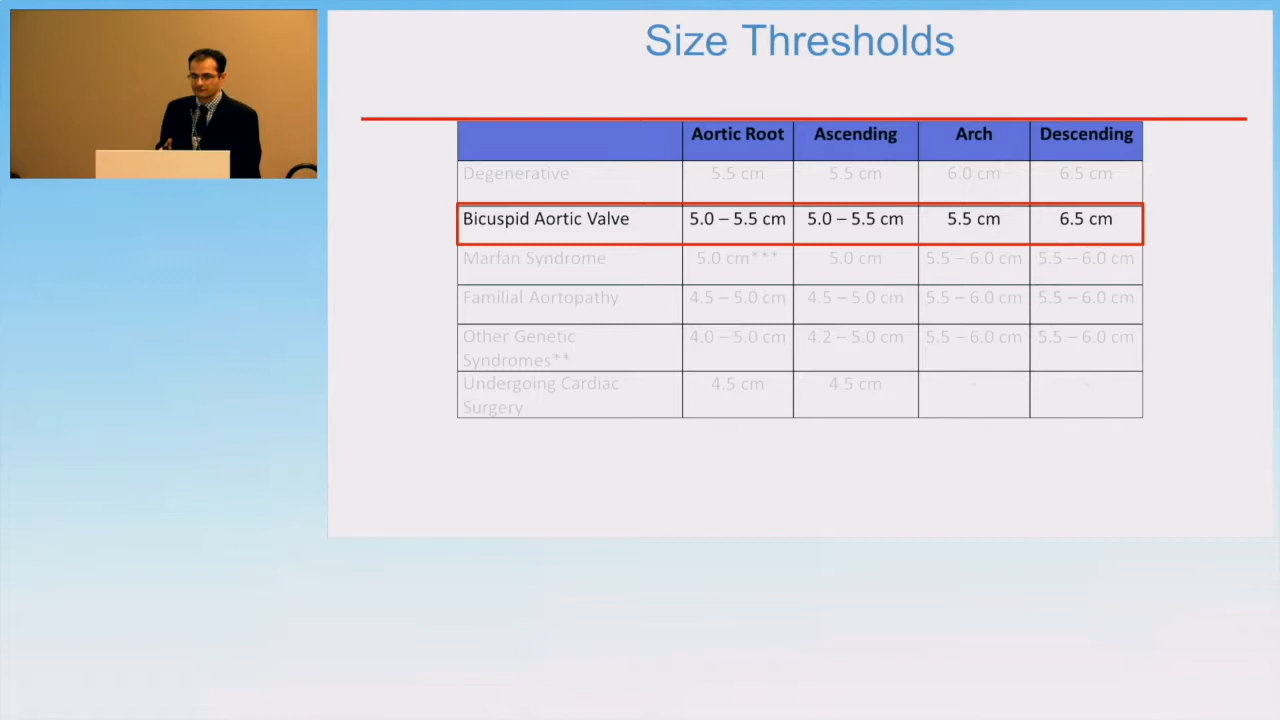 Size Thresholds
Aortic Root Ascending Arch Descending
Degenerative 5.5 cm 5.5 cm 6.0 cm 6.5 cm
Bicuspid Aortic Valve 5.0 – 5.5 cm 5.0 – 5.5 cm 5.5 cm 6.5 cm
Marfan Syndrome 5.0 cm*** 5.0 cm 5.5 – 6.0 cm 5.5 – 6.0 cm
Familial Aortopathy 4.5 – 5.0 cm 4.5 – 5.0 cm 5.5 – 6.0 cm 5.5 – 6.0 cm
Other Genetic 4.0 – 5.0 cm 4.2 – 5.0 cm 5.5 – 6.0 cm 5.5 – 6.0 cm
Syndromes**
Undergoing Cardiac 4.5 cm 4.5 cm - -
Surgery